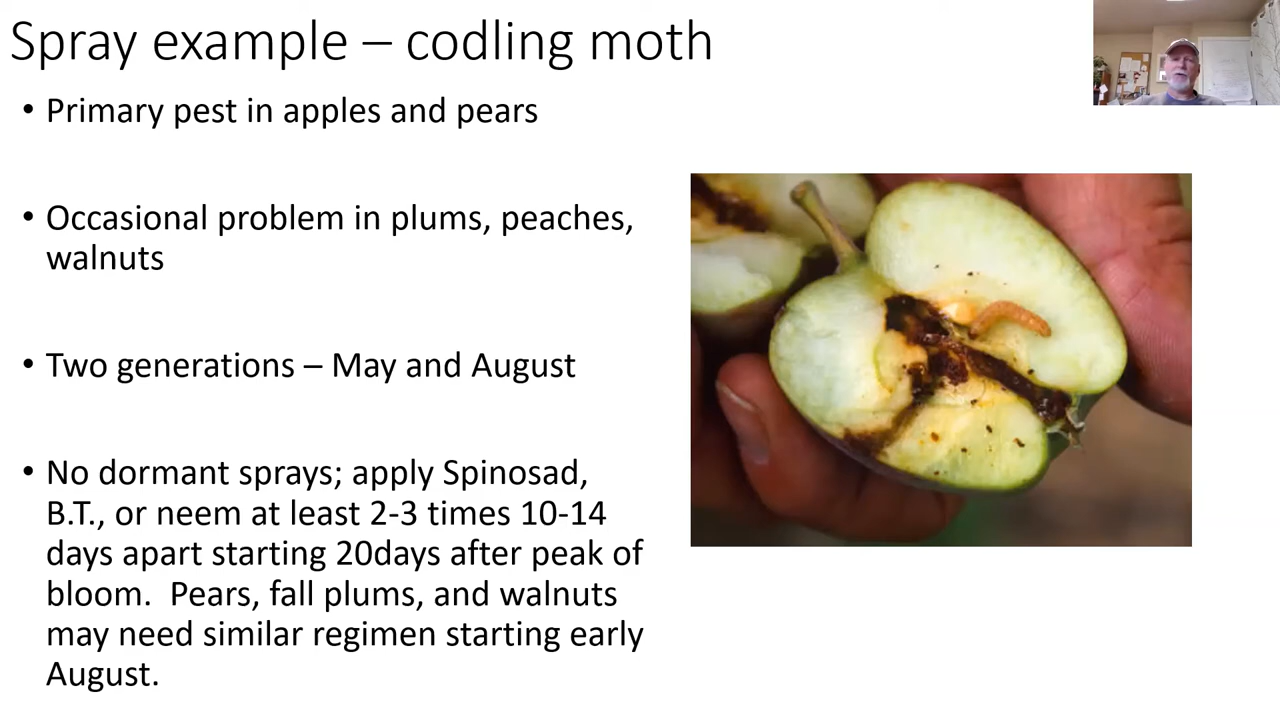 Spray example – codling moth
• Primary pest in apples and pears
• Occasional problem in plums, peaches,
walnuts
• Two generations – May and August
• No dormant sprays; apply Spinosad,
B.T., or neem at least 2-3 times 10-14
days apart starting 20days after peak of
bloom.  Pears, fall plums, and walnuts
may need similar regimen starting early
August.